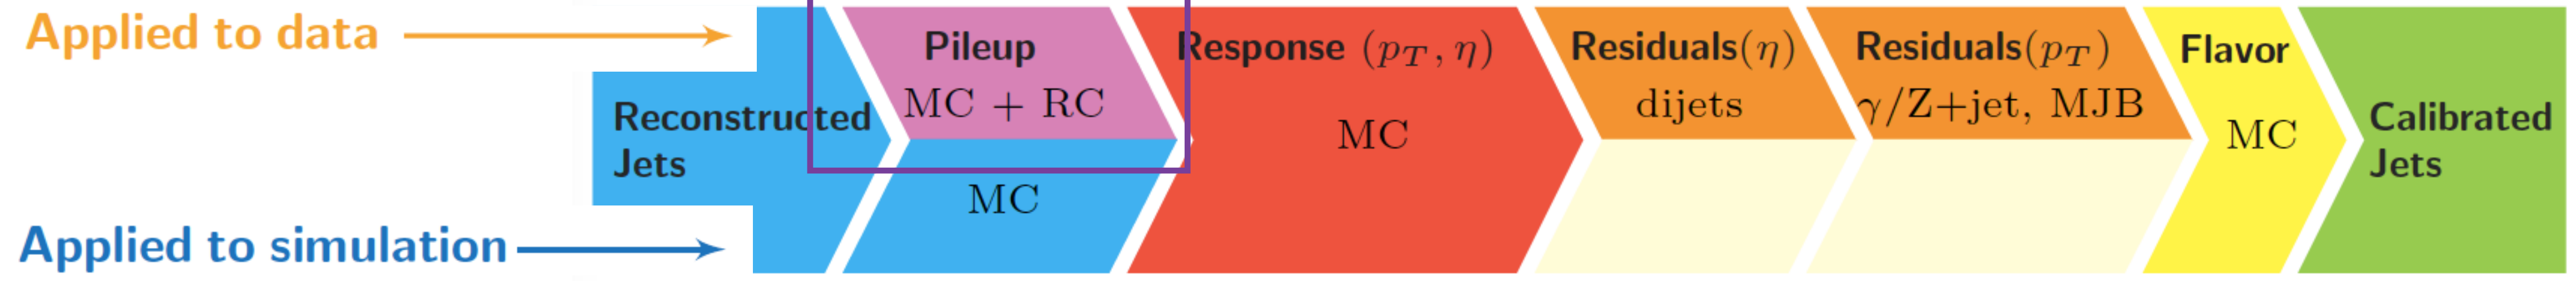 Applied to data
Applied to simulation
Reconstructed
Jets
Pileup
MC + RC
MC
Response (p_T, η)
MC
Residuals(η)
dijets
Residuals(p_T)
γ/Z+jet, MJB
Flavor
MC
Calibrated
Jets